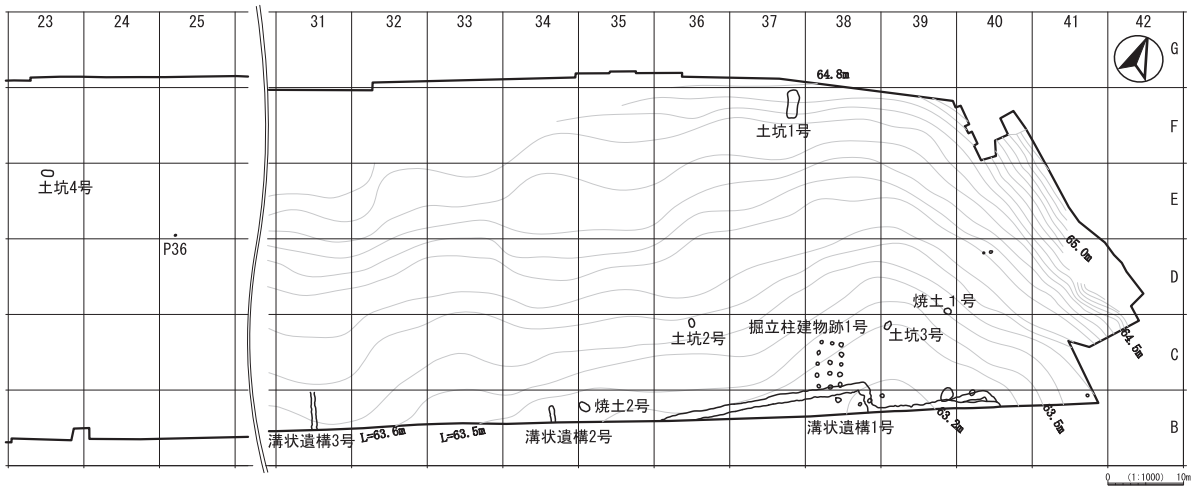 23 24 25 31 32 33 34 35 36 37 38 39 40 41 42
G
64.8m
F
土坑1号
土坑4号
E
P36
65.0m
D
焼土1号
土坑2号 掘立柱建物跡1号 土坑3号
64.5m
C
焼土2号
B
溝状遺構3号 L=63.6m L=63.5m 溝状遺構2号 溝状遺構1号 63.2m 63.5m
0 (1:1000) 10m